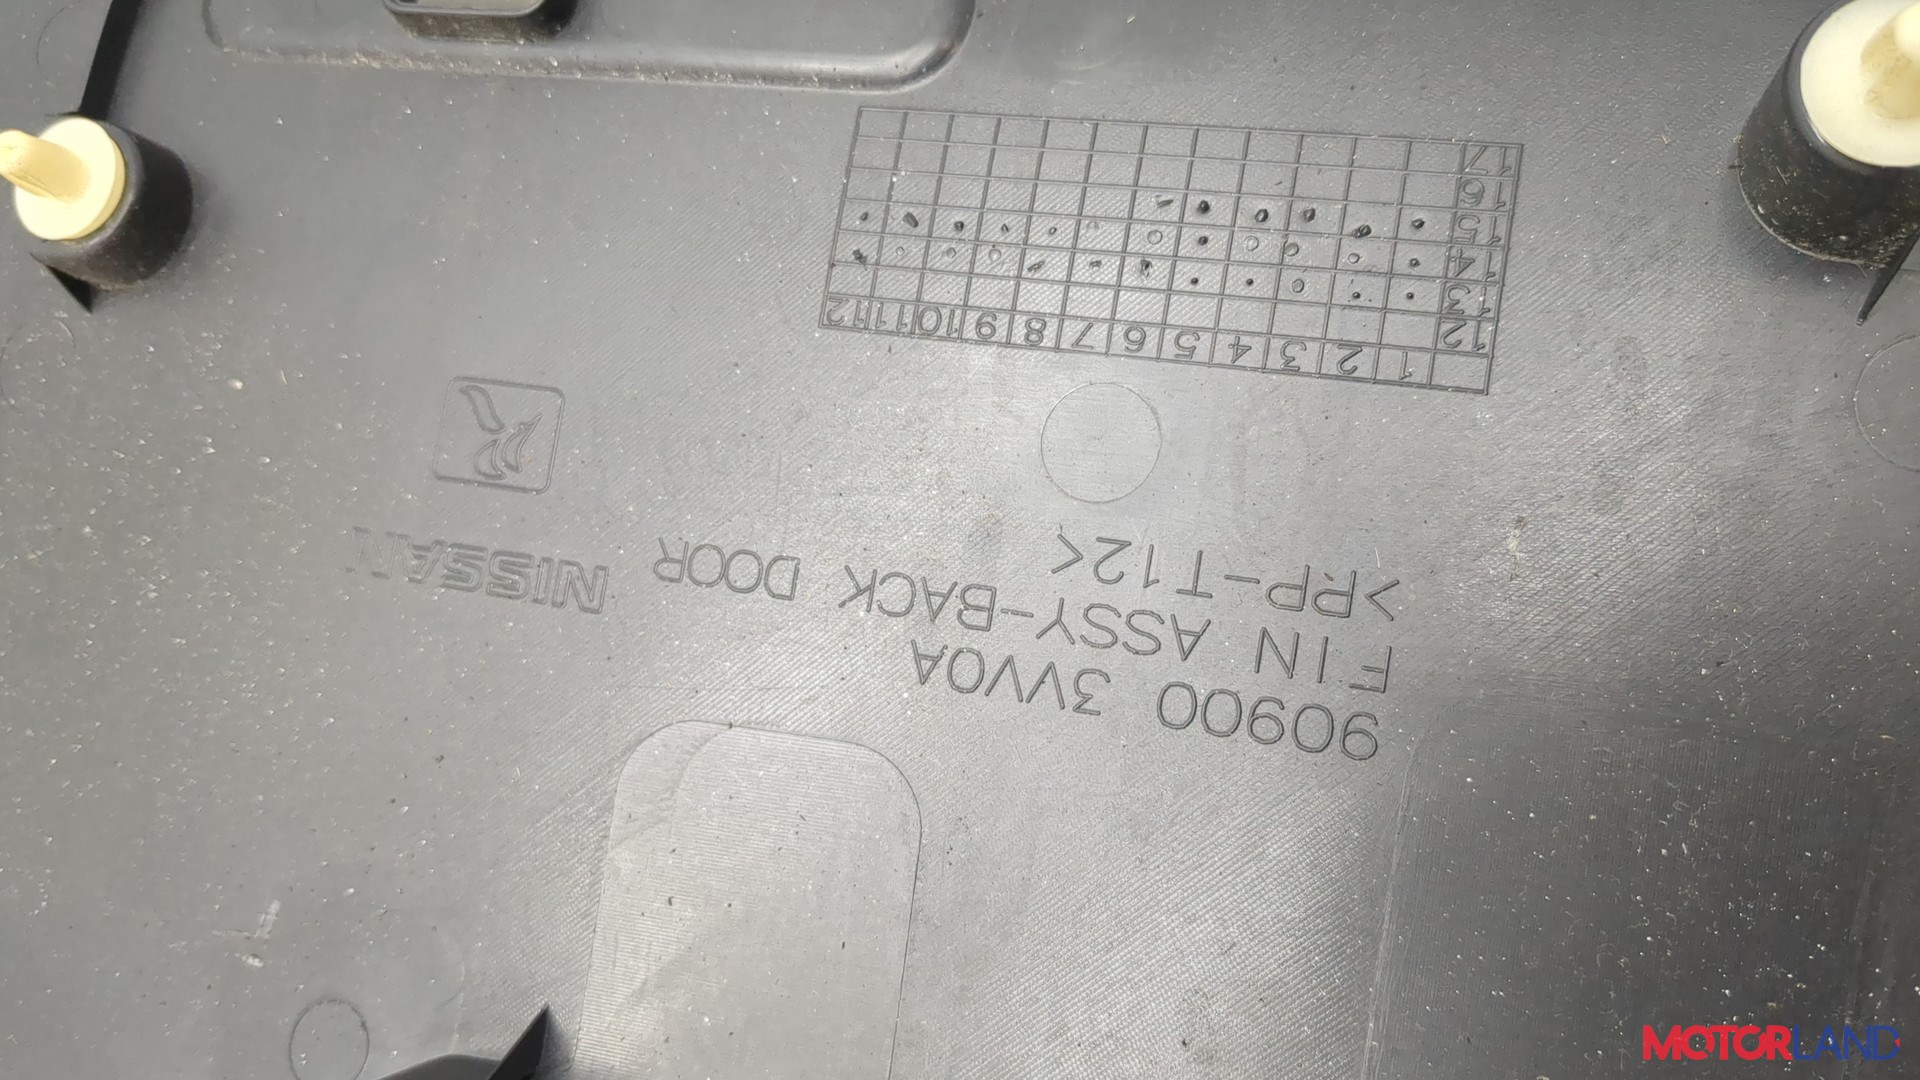 90900 3VV0A
FIN ASSY-BACK DOOR NISSAN
>PP-T12<
1 2 3 4 5 6 7 8 9 10 11 12
12
13
14
15
16
17
MOTORLAND